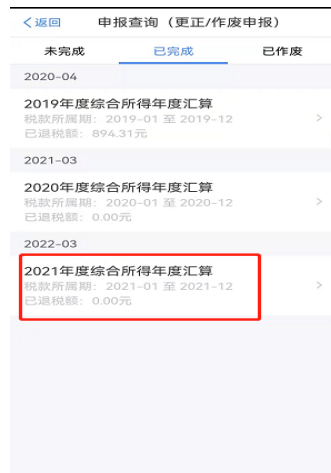 <返回 申报查询（更正/作废申报）
未完成 已完成 已作废
2020-04
2019年度综合所得年度汇算
税款所属期：2019-01 至 2019-12
已退税额：894.31元
2021-03
2020年度综合所得年度汇算
税款所属期：2020-01 至 2020-12
已退税额：0.00元
2022-03
2021年度综合所得年度汇算
税款所属期：2021-01 至 2021-12
已退税额：0.00元